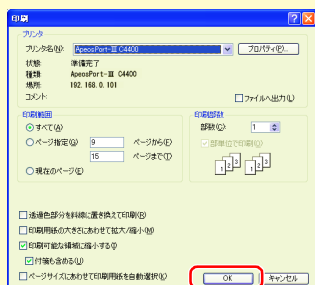 印刷
プリンタ
プリンタ名(N): ApeosPort-Ⅲ C4400 プロパティ(P)...
状態: 準備完了
種類: ApeosPort-Ⅲ C4400
場所: 192.168.0.101
コメント: ファイルへ出力(L)
印刷範囲
すべて(A)
ページ指定(G) 9 ページから(F)
15 ページまで(T)
現在のページ(E)
印刷部数
部数(C): 1
部単位で印刷(O)
1 2 3 1 2 3
透過色部分を斜線に置き換えて印刷(R)
印刷用紙の大きさにあわせて拡大/縮小(M)
印刷可能な領域に縮小する(I)
付箋も含める(U)
ページサイズにあわせて印刷用紙を自動選択(K)
OK キャンセル